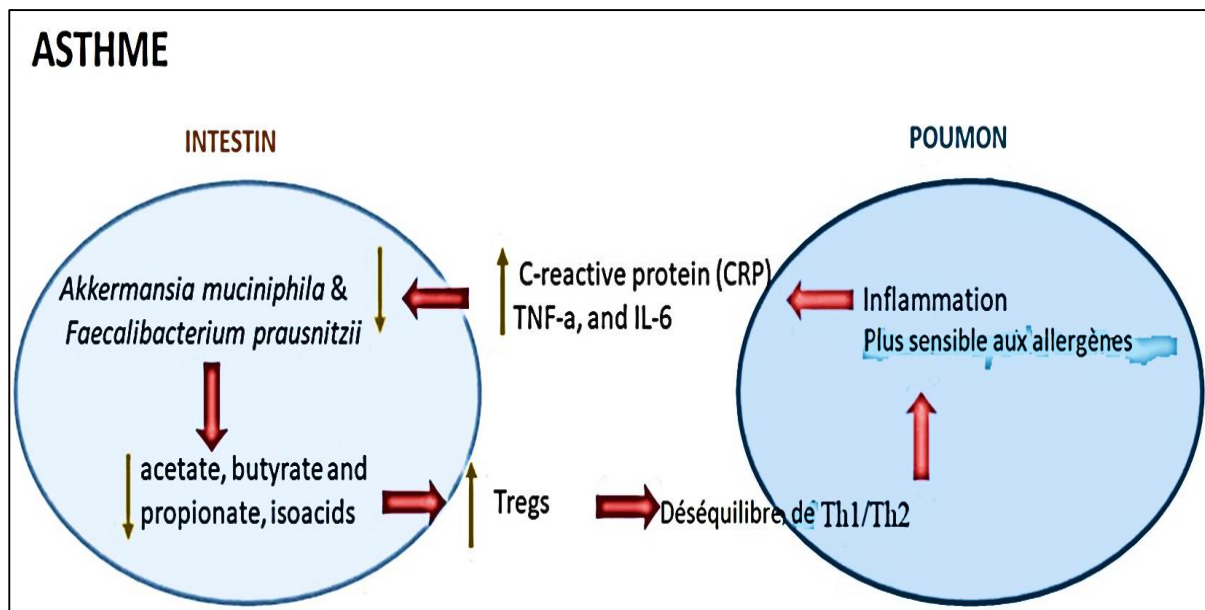 ASTHME
INTESTIN
POUMON
Akkermansia muciniphila &
Faecalibacterium prausnitzii
C-reactive protein (CRP)
TNF-a, and IL-6
Inflammation
Plus sensible aux allergènes
acetate, butyrate and
propionate, isoacids
Tregs
Déséquilibre, de Th1/Th2